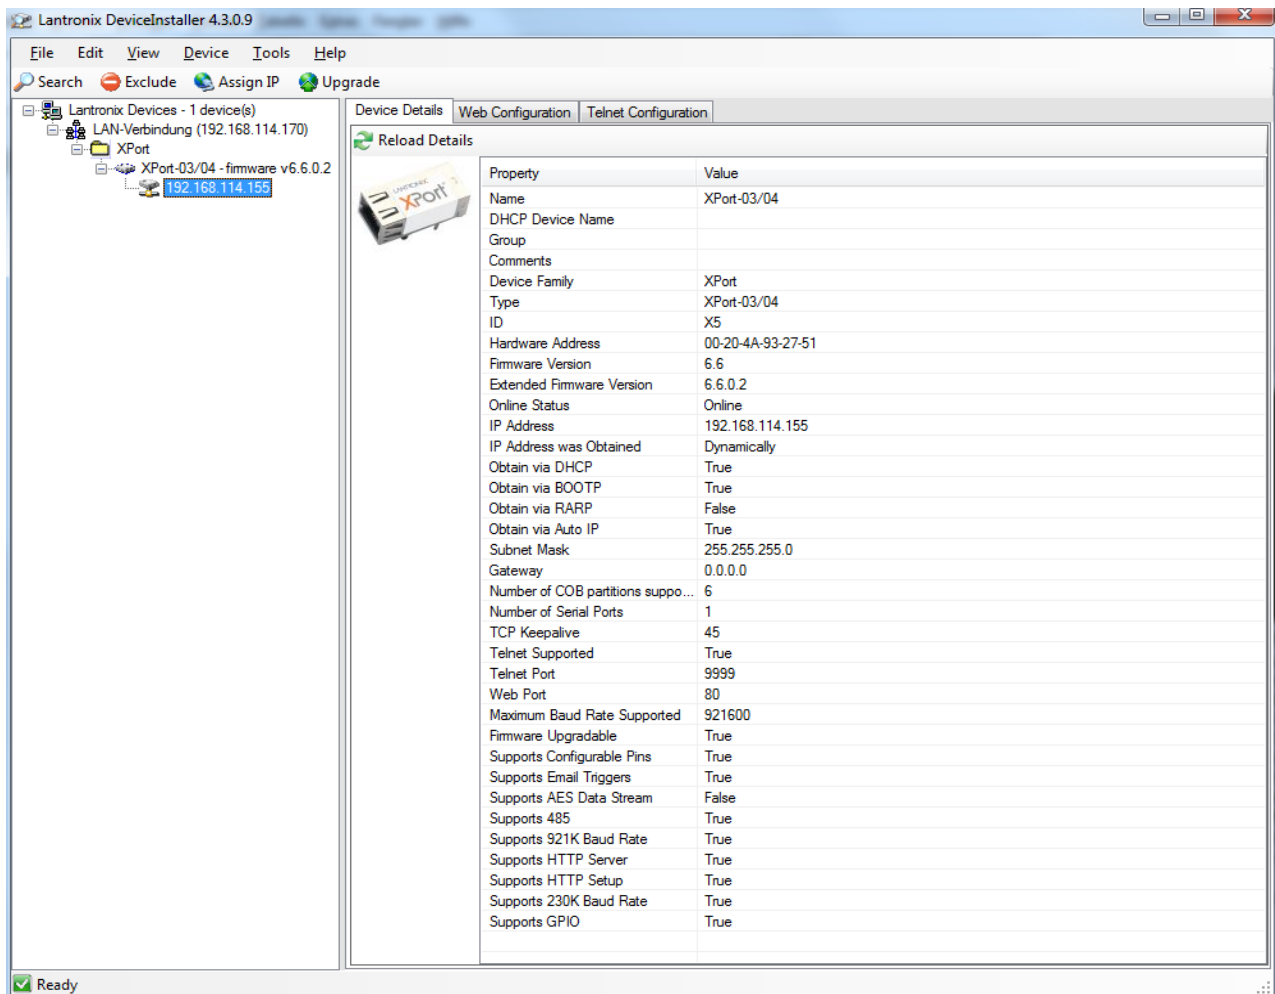 Lantronix DeviceInstaller 4.3.0.9
File Edit View Device Tools Help
Search Exclude Assign IP Upgrade
Lantronix Devices - 1 device(s)
LAN-Verbindung (192.168.114.170)
XPort
XPort-03/04 - firmware v6.6.0.2
192.168.114.155
Device Details Web Configuration Telnet Configuration
Reload Details
LANTRONIX
XPort
Property Value
Name XPort-03/04
DHCP Device Name
Group
Comments
Device Family XPort
Type XPort-03/04
ID X5
Hardware Address 00-20-4A-93-27-51
Firmware Version 6.6
Extended Firmware Version 6.6.0.2
Online Status Online
IP Address 192.168.114.155
IP Address was Obtained Dynamically
Obtain via DHCP True
Obtain via BOOTP True
Obtain via RARP False
Obtain via Auto IP True
Subnet Mask 255.255.255.0
Gateway 0.0.0.0
Number of COB partitions suppo... 6
Number of Serial Ports 1
TCP Keepalive 45
Telnet Supported True
Telnet Port 9999
Web Port 80
Maximum Baud Rate Supported 921600
Firmware Upgradable True
Supports Configurable Pins True
Supports Email Triggers True
Supports AES Data Stream False
Supports 485 True
Supports 921K Baud Rate True
Supports HTTP Server True
Supports HTTP Setup True
Supports 230K Baud Rate True
Supports GPIO True
Ready